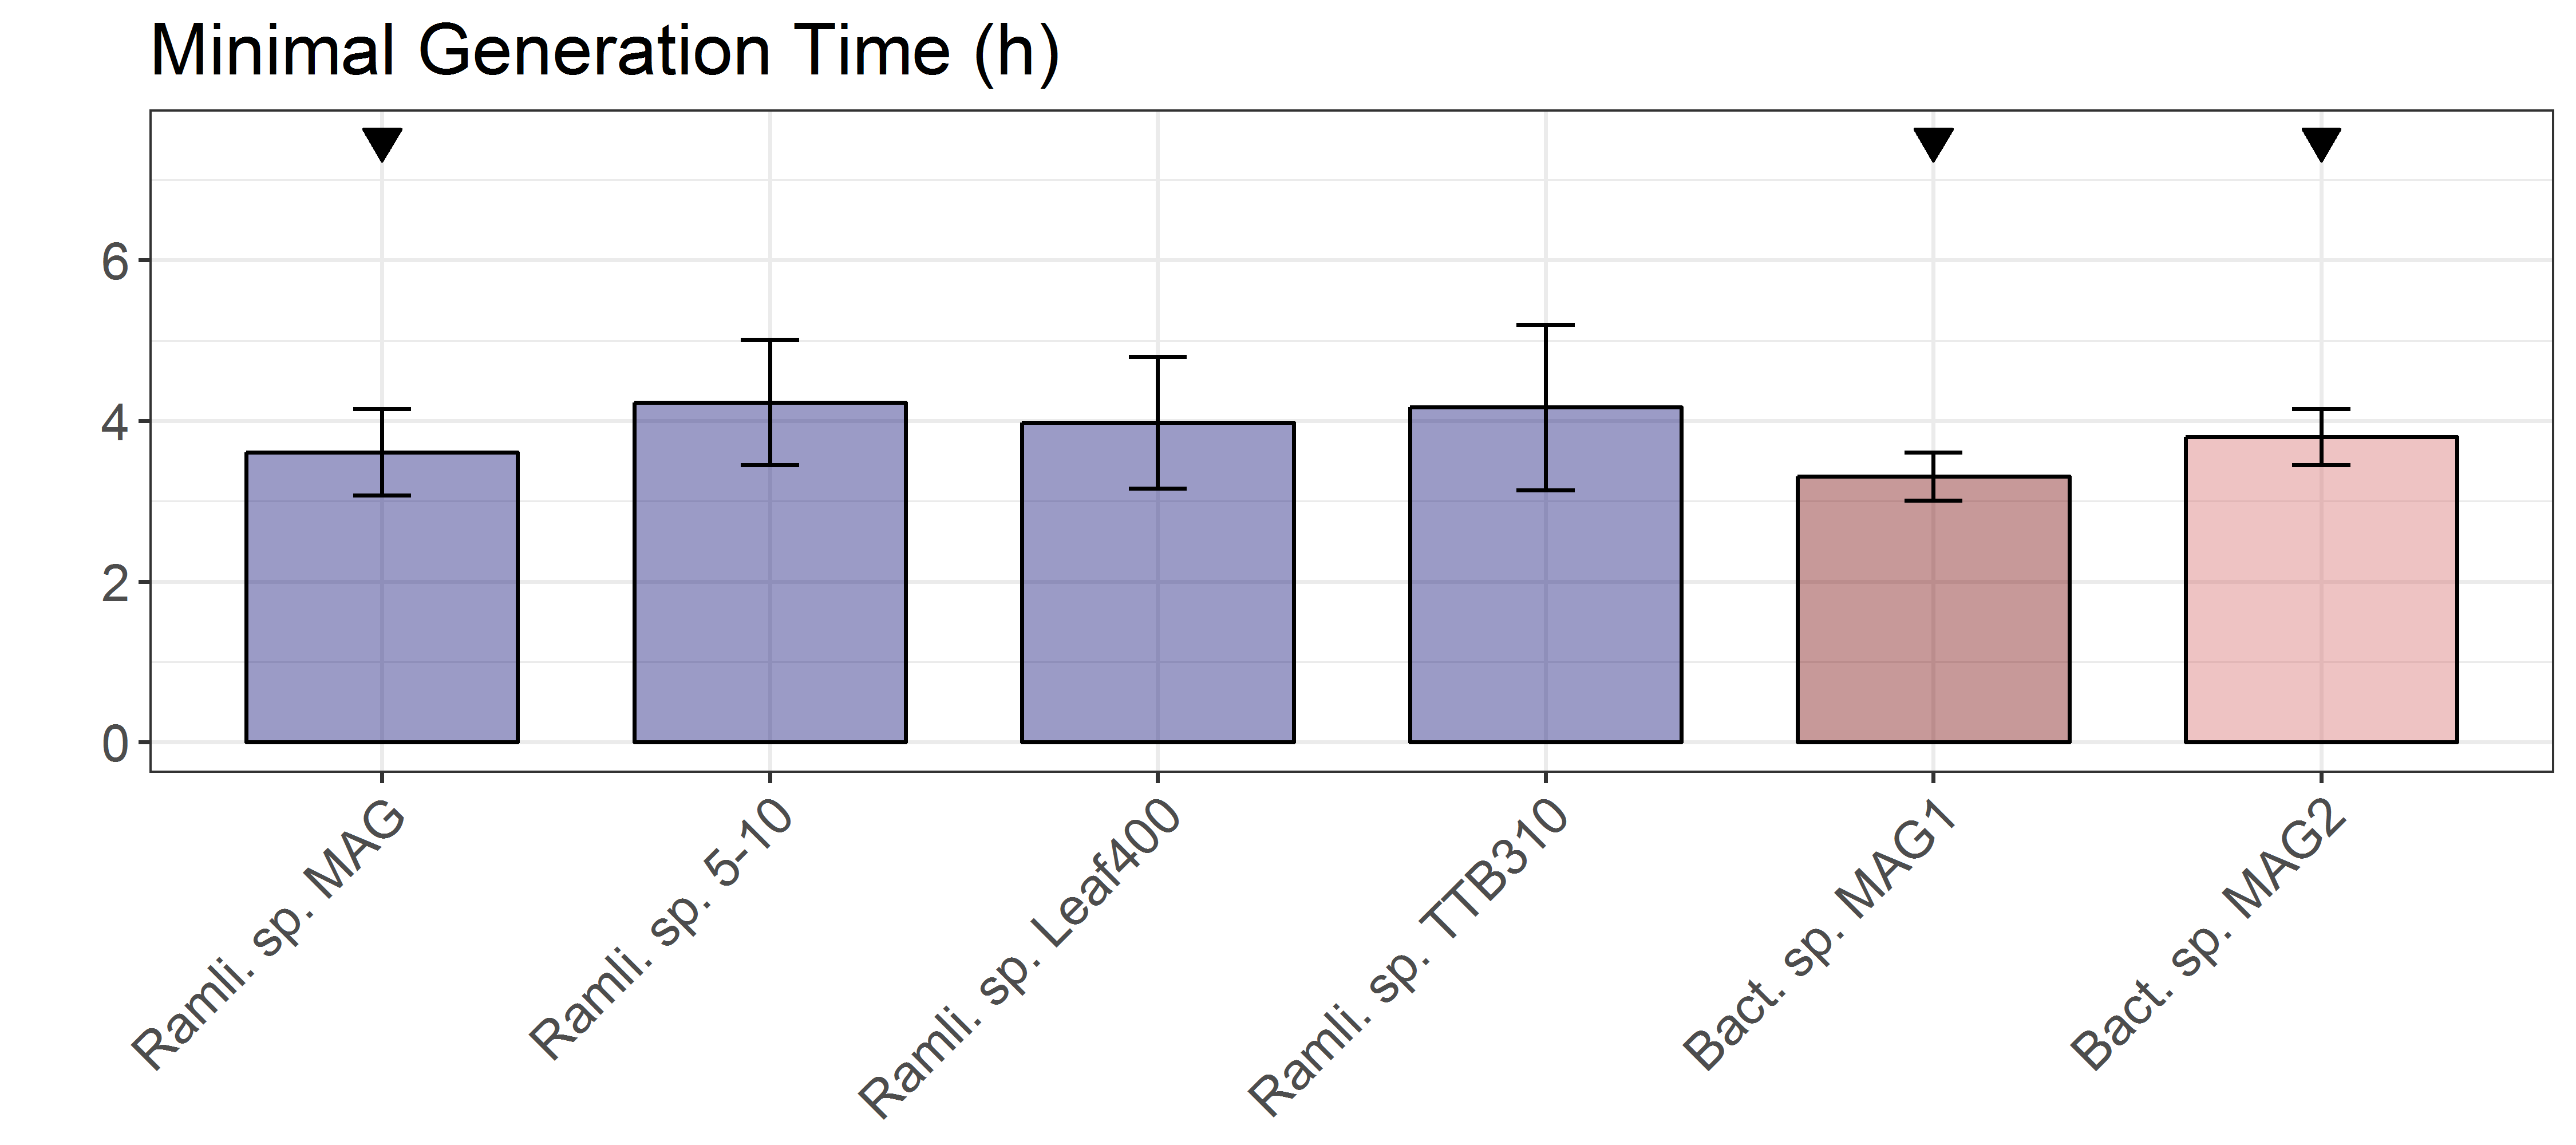 Minimal Generation Time (h)
6
4
2
0
Ramli. sp. MAG
Ramli. sp. 5-10
Ramli. sp. Leaf400
Ramli. sp. TTB310
Bact. sp. MAG1
Bact. sp. MAG2